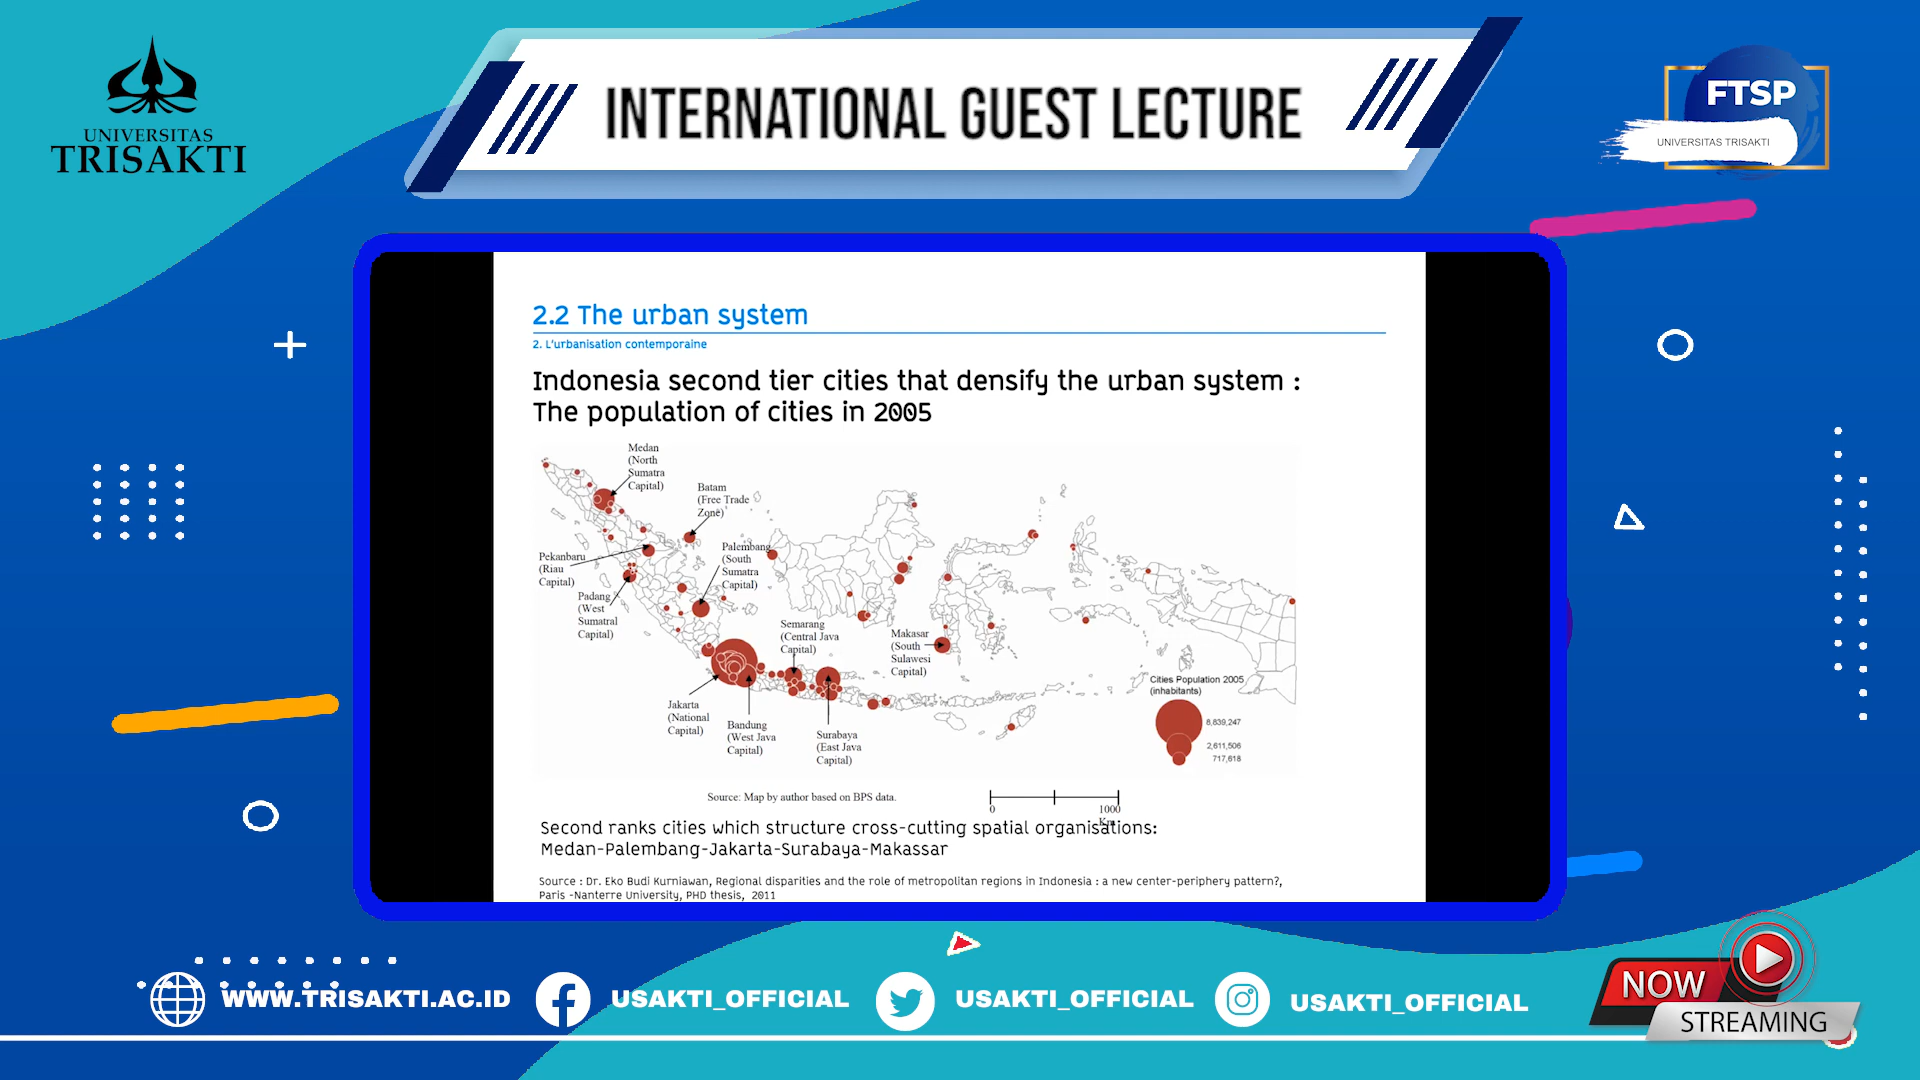 UNIVERSITAS
TRISAKTI
INTERNATIONAL GUEST LECTURE
FTSP
UNIVERSITAS TRISAKTI
2.2 The urban system
2. L'urbanisation contemporaine
Indonesia second tier cities that densify the urban system :
The population of cities in 2005
Medan
(North
Sumatra
Capital)
Batam
(Free Trade
Zone)
Pekanbaru
(Riau
Capital)
Palembang
(South
Sumatra
Capital)
Padang
(West
Sumatral
Capital)
Semarang
(Central Java
Capital)
Makasar
(South
Sulawesi
Capital)
Jakarta
(National
Capital)
Bandung
(West Java
Capital)
Surabaya
(East Java
Capital)
Cities Population 2005
(inhabitants)
8,839,247
2,611,506
717,618
Source: Map by author based on BPS data.
0
1000
Km
Second ranks cities which structure cross-cutting spatial organisations:
Medan-Palembang-Jakarta-Surabaya-Makassar
Source : Dr. Eko Budi Kurniawan, Regional disparities and the role of metropolitan regions in Indonesia : a new center-periphery pattern?,
Paris -Nanterre University, PHD thesis, 2011
WWW.TRISAKTI.AC.ID
USAKTI_OFFICIAL
USAKTI_OFFICIAL
USAKTI_OFFICIAL
NOW
STREAMING